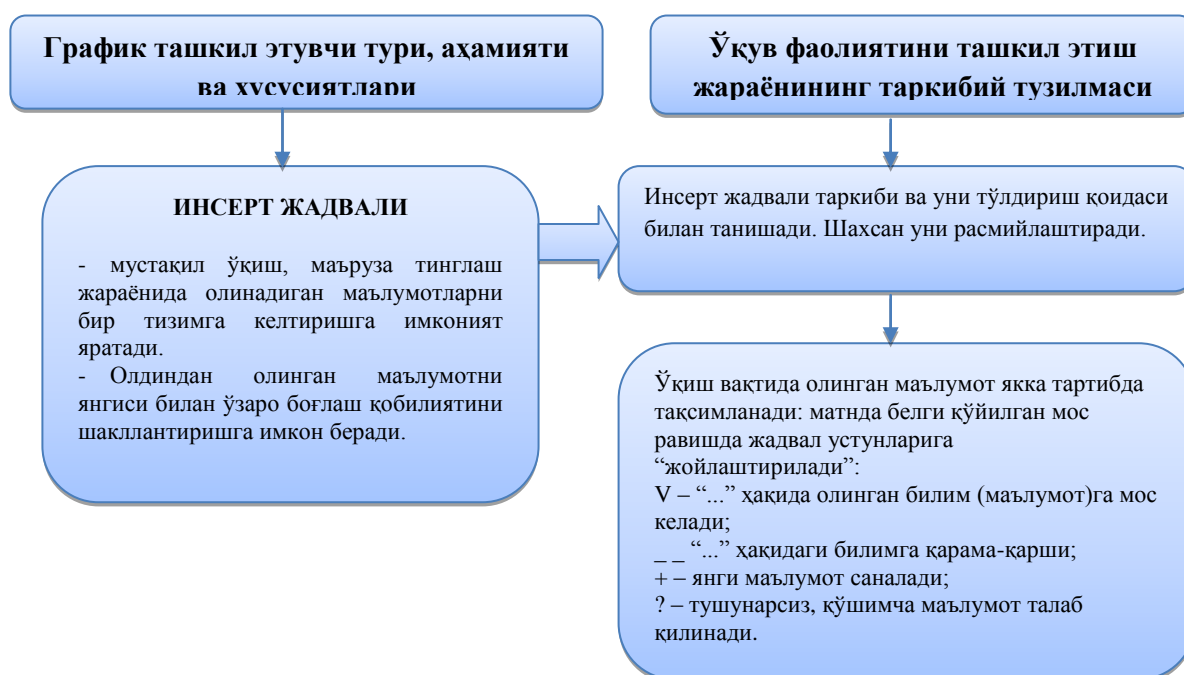 График ташкил этувчи тури, аҳамияти
ва хусусиятлари
Ўқув фаолиятини ташкил этиш
жараёнининг таркибий тузилмаси
ИНСЕРТ ЖАДВАЛИ
- мустақил ўқиш, маъруза тинглаш
жараёнида олинадиган маълумотларни
бир тизимга келтиришга имконият
яратади.
- Олдиндан олинган маълумотни
янгиси билан ўзаро боғлаш қобилиятини
шакллантиришга имкон беради.
Инсерт жадвали таркиби ва уни тўлдириш қоидаси
билан танишади. Шахсан уни расмийлаштиради.
Ўқиш вақтида олинган маълумот якка тартибда
тақсимланади: матнда белги қўйилган мос
равишда жадвал устунларига
“жойлаштирилади”:
V – “...” ҳақида олинган билим (маълумот)га мос
келади;
_ _ “...” ҳақидаги билимга қарама-қарши;
+ – янги маълумот саналади;
? – тушунарсиз, қўшимча маълумот талаб
қилинади.